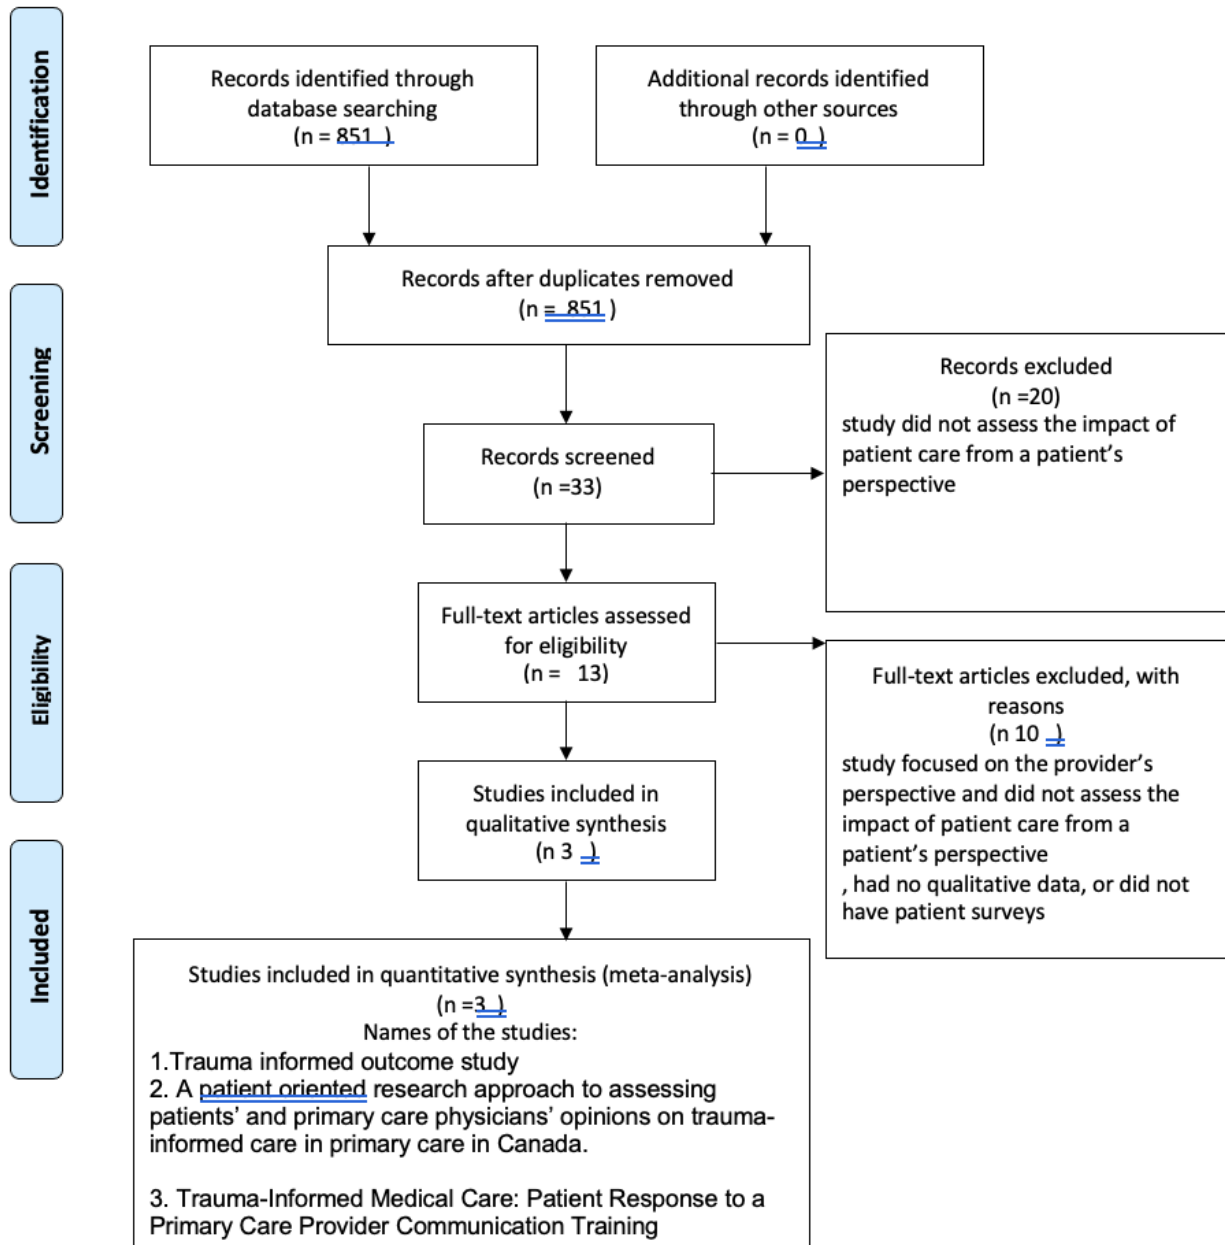 Identification
Records identified through
database searching
(n = 851 )
Additional records identified
through other sources
(n = 0 )
Records after duplicates removed
(n = 851 )
Screening
Records screened
(n =33)
Records excluded
(n =20)
study did not assess the impact of
patient care from a patient's
perspective
Eligibility
Full-text articles assessed
for eligibility
(n = 13)
Full-text articles excluded, with
reasons
(n 10 )
study focused on the provider's
perspective and did not assess the
impact of patient care from a
patient's perspective
, had no qualitative data, or did not
have patient surveys
Studies included in
qualitative synthesis
(n 3 )
Included
Studies included in quantitative synthesis (meta-analysis)
(n =3 )
Names of the studies:
1.Trauma informed outcome study
2. A patient oriented research approach to assessing
patients' and primary care physicians' opinions on trauma-
informed care in primary care in Canada.
3. Trauma-Informed Medical Care: Patient Response to a
Primary Care Provider Communication Training